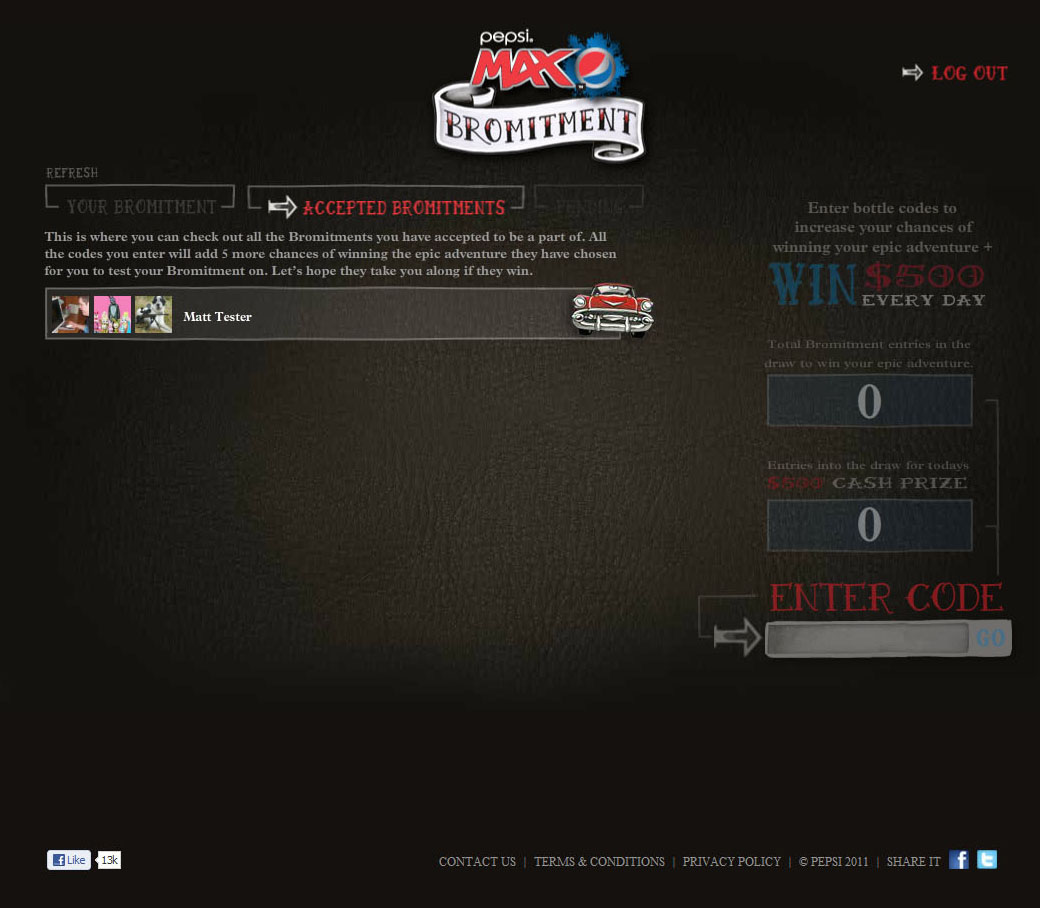 pepsi.
MAX
BROMITMENT
LOG OUT
REFRESH
YOUR BROMITMENT
ACCEPTED BROMITMENTS
PENDING
This is where you can check out all the Bromitments you have accepted to be a part of. All
the codes you enter will add 5 more chances of winning the epic adventure they have chosen
for you to test your Bromitment on. Let's hope they take you along if they win.
Matt Tester
Enter bottle codes to
increase your chances of
winning your epic adventure +
WIN $500
EVERY DAY
Total Bromitment entries in the
draw to win your epic adventure.
0
Entries into the draw for todays
$500 CASH PRIZE
0
ENTER CODE
GO
Like 13k
CONTACT US | TERMS & CONDITIONS | PRIVACY POLICY | © PEPSI 2011 | SHARE IT f t